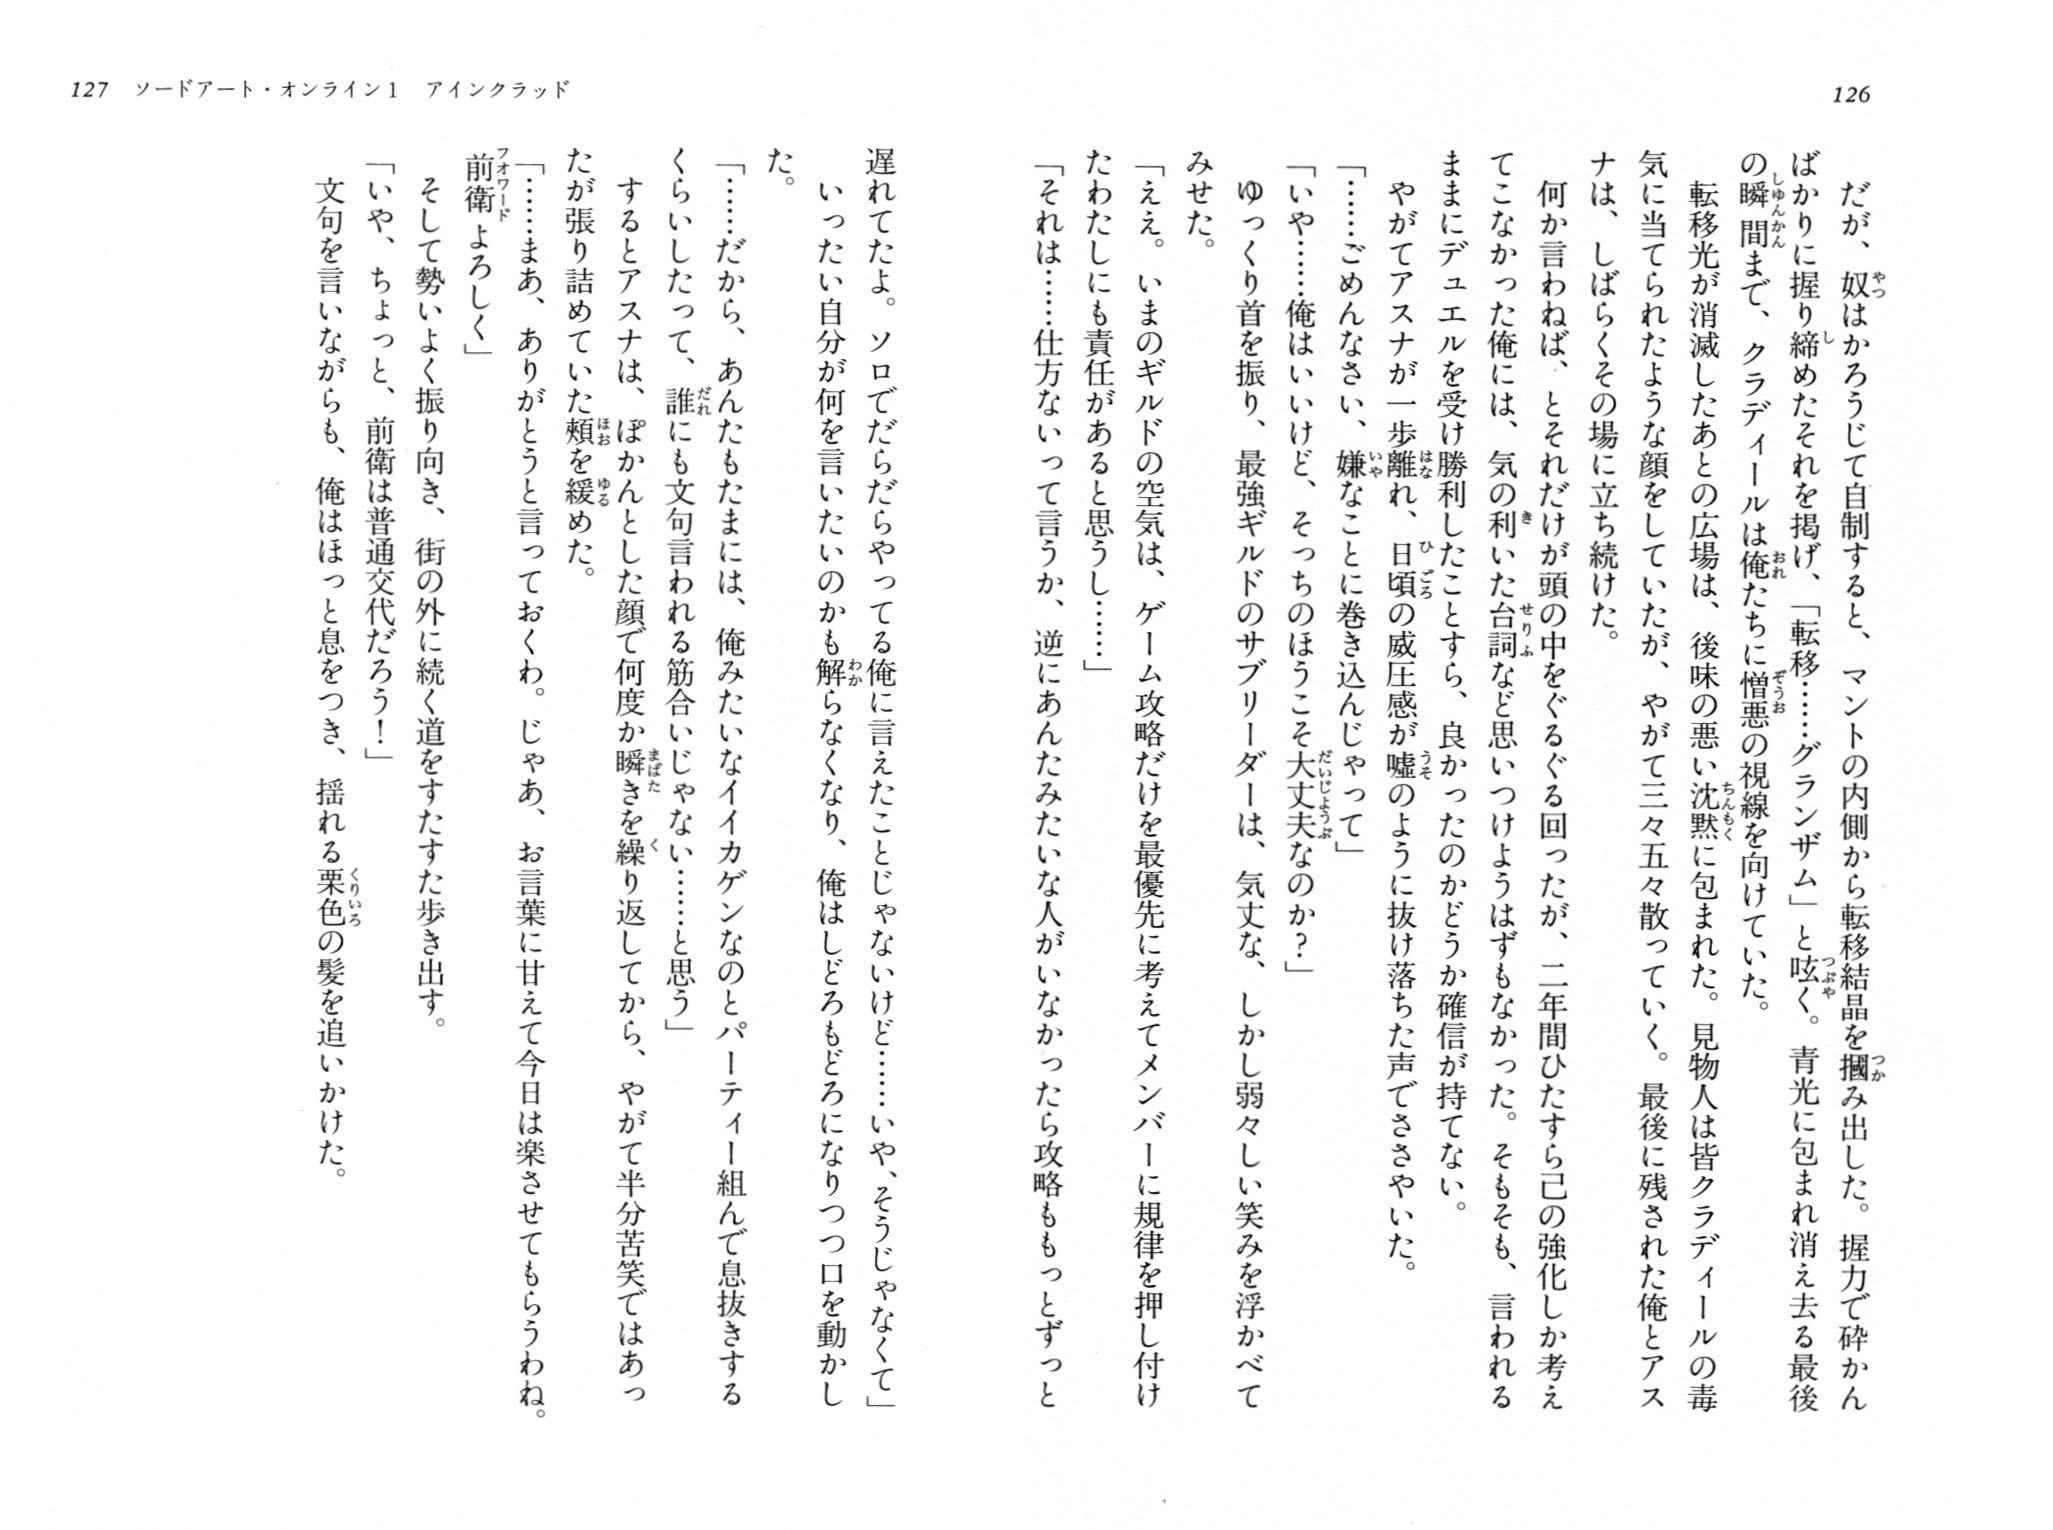 126
だが、奴はかろうじて自制すると、マントの内側から転移結晶を摑み出した。握力で砕かん
ばかりに握り締めたそれを掲げ、「転移……グランザム」と呟く。青光に包まれ消え去る最後
の瞬間まで、クラディールは俺たちに憎悪の視線を向けていた。
転移光が消滅したあとの広場は、後味の悪い沈黙に包まれた。見物人は皆クラディールの毒
気に当てられたような顔をしていたが、やがて三々五々散っていく。最後に残された俺とアス
ナは、しばらくその場に立ち続けた。
何か言わねば、とそれだけが頭の中をぐるぐる回ったが、二年間ひたすら己の強化しか考え
てこなかった俺には、気の利いた台詞など思いつけようはずもなかった。そもそも、言われる
ままにデュエルを受け勝利したことすら、良かったのかどうか確信が持てない。
やがてアスナが一歩離れ、日頃の威圧感が嘘のように抜け落ちた声でささやいた。
「……ごめんなさい、嫌なことに巻き込んじゃって」
「いや……俺はいいけど、そっちのほうこそ大丈夫なのか?」
ゆっくり首を振り、最強ギルドのサブリーダーは、気丈な、しかし弱々しい笑みを浮かべて
みせた。
「ええ。いまのギルドの空気は、ゲーム攻略だけを最優先に考えてメンバーに規律を押し付け
たわたしにも責任があると思うし……」
「それは……仕方ないって言うか、逆にあんたみたいな人がいなかったら攻略ももっとずっと
127 ソードアート・オンライン1 アインクラッド
遅れてたよ。ソロでだらだらやってる俺に言えたことじゃないけど……いや、そうじゃなくて」
いったい自分が何を言いたいのかも解らなくなり、俺はしどろもどろになりつつ口を動かし
た。
「……だから、あんたもたまには、俺みたいなイイカゲンなのとパーティー組んで息抜きする
くらいしたって、誰にも文句言われる筋合いじゃない……と思う」
するとアスナは、ぽかんとした顔で何度か瞬きを繰り返してから、やがて半分苦笑ではあっ
たが張り詰めていた頬を緩めた。
「……まあ、ありがとうと言っておくわ。じゃあ、お言葉に甘えて今日は楽させてもらうわね。
前衛よろしく」
そして勢いよく振り向き、街の外に続く道をすたすた歩き出す。
「いや、ちょっと、前衛は普通交代だろう!」
文句を言いながらも、俺はほっと息をつき、揺れる栗色の髪を追いかけた。